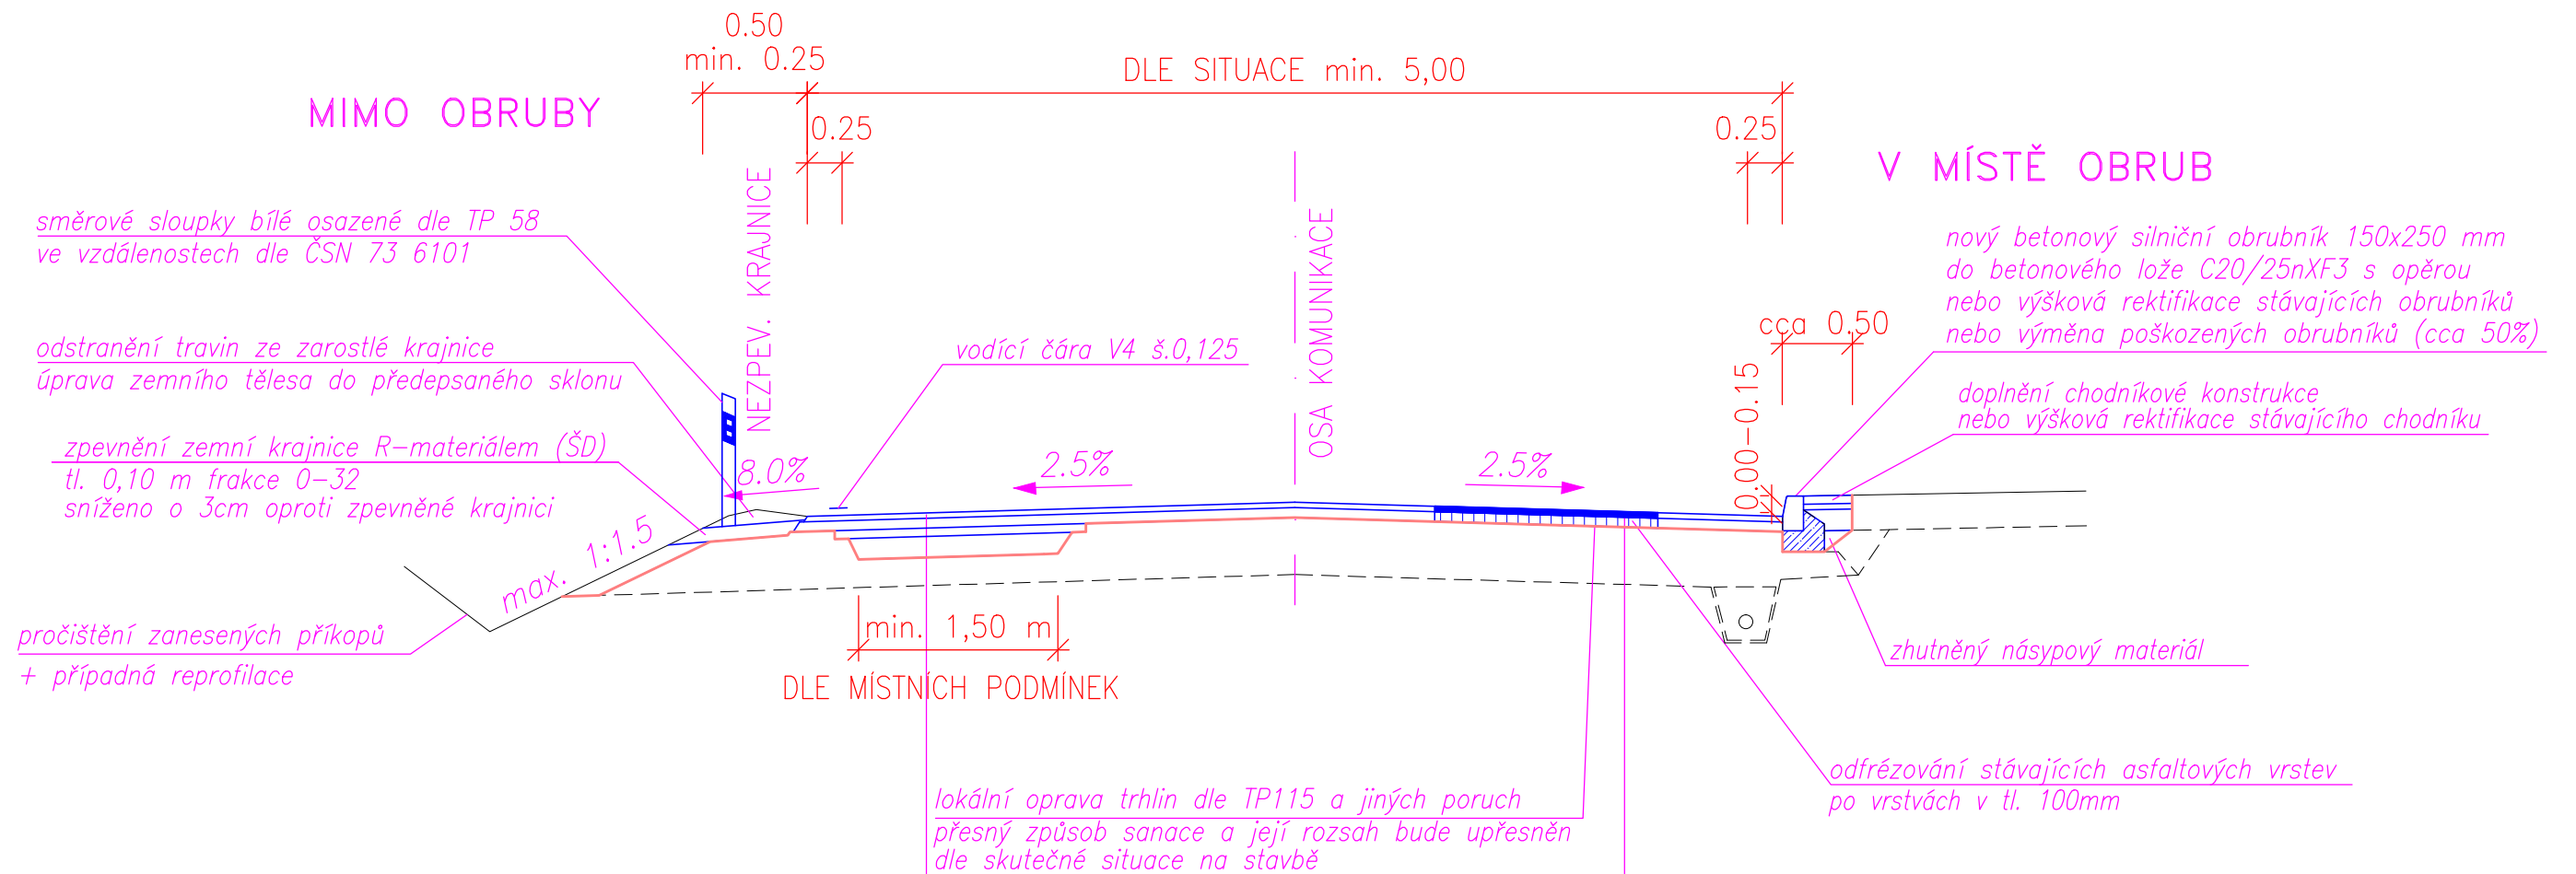 0.50
min. 0.25
DLE SITUACE min. 5,00
MIMO OBRUBY
0.25
0.25
V MÍSTĚ OBRUB
NEZPEV. KRAJNICE
OSA KOMUNIKACE
směrové sloupky bílé osazené dle TP 58
ve vzdálenostech dle ČSN 73 6101
nový betonový silniční obrubník 150x250 mm
do betonového lože C20/25nXF3 s opěrou
nebo výšková rektifikace stávajících obrubníků
nebo výměna poškozených obrubníků (cca 50%)
cca 0.50
odstranění travin ze zarostlé krajnice
úprava zemního tělesa do předepsaného sklonu
vodící čára V4 š.0,125
0.00-0.15
doplnění chodníkové konstrukce
nebo výšková rektifikace stávajícího chodníku
zpevnění zemní krajnice R-materiálem (ŠD)
tl. 0,10 m frakce 0-32
sníženo o 3cm oproti zpevněné krajnici
8.0%
2.5%
2.5%
max. 1:1.5
pročištění zanesených příkopů
+ případná reprofilace
min. 1,50 m
DLE MÍSTNÍCH PODMÍNEK
zhutněný násypový materiál
lokální oprava trhlin dle TP115 a jiných poruch
přesný způsob sanace a její rozsah bude upřesněn
dle skutečné situace na stavbě
odfrézování stávajících asfaltových vrstev
po vrstvách v tl. 100mm